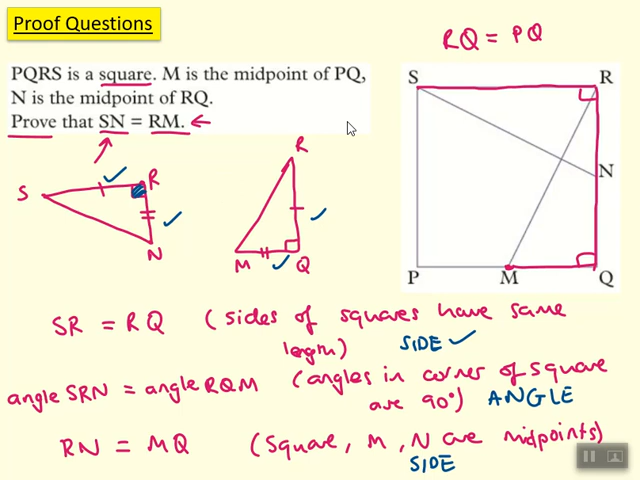 Proof Questions
RQ = PQ
PQRS is a square. M is the midpoint of PQ,
N is the midpoint of RQ.
Prove that SN = RM.
S
R
N
R
M
Q
S
R
N
P
M
Q
SR = RQ (sides of squares have same
length) SIDE ✓
angle SRN = angle RQM (angles in corner of square
are 90°) ANGLE
RN = MQ (square, M, N are midpoints)
SIDE